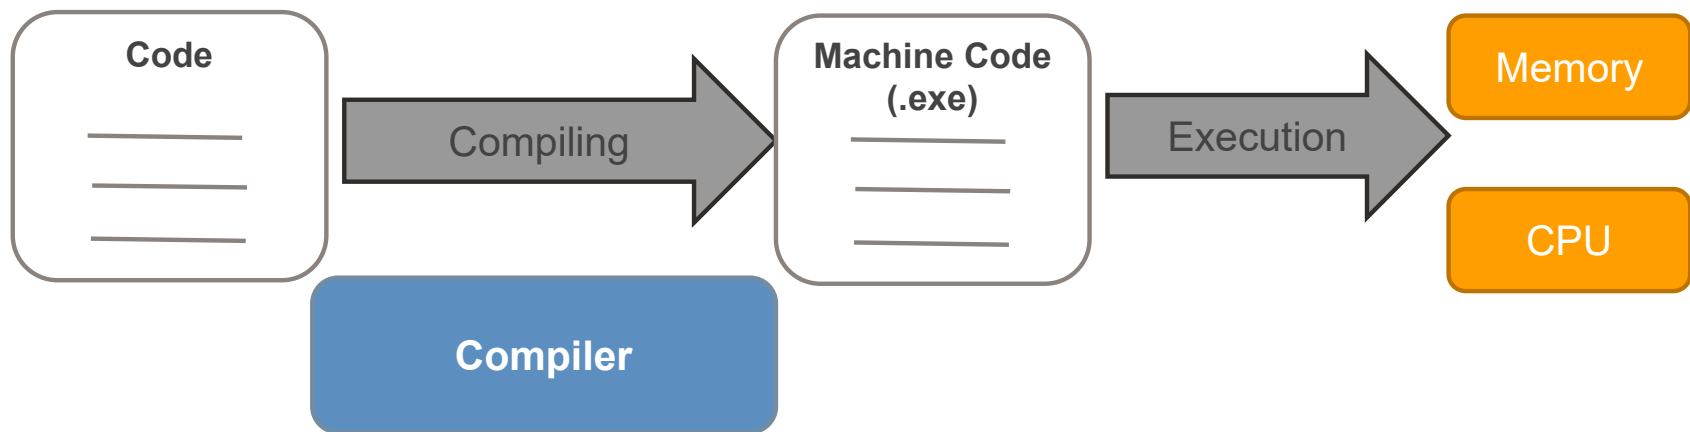 Code
Compiling
Compiler
Machine Code
(.exe)
Execution
Memory
CPU